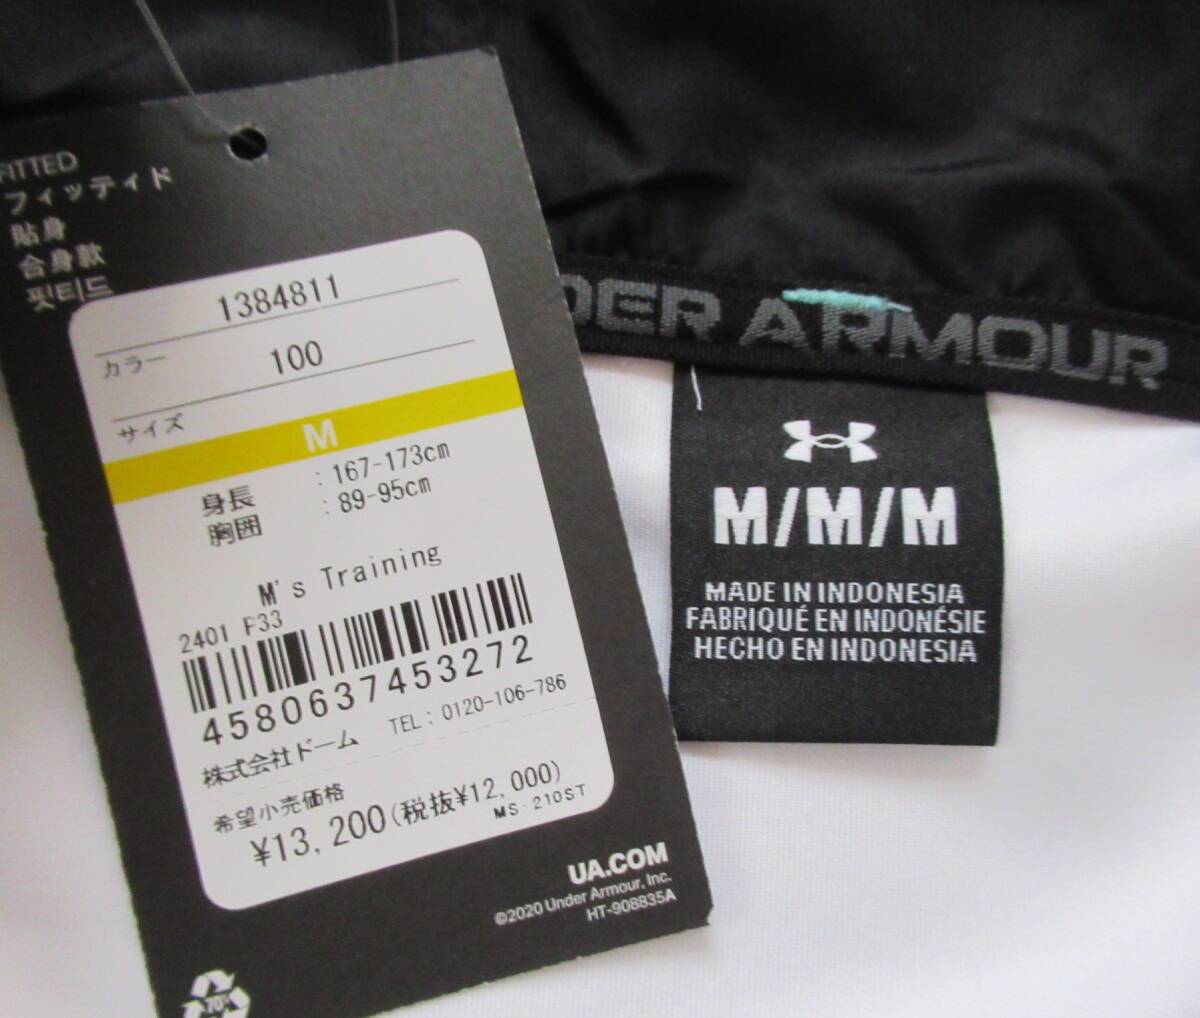 FITTED
フィッティド
貼身
合身款
핏티드
1384811
カラー 100
サイズ
M
身長 : 167-173cm
胸囲 : 89-95cm
M's Training
2401 F33
4580637453272
株式会社ドーム TEL: 0120-106-786
希望小売価格
¥13,200(税抜¥12,000)
MS-210ST
UA.COM
©2020 Under Armour, Inc.
HT-908835A
70%
DER ARMOUR
M/M/M
MADE IN INDONESIA
FABRIQUÉ EN INDONÉSIE
HECHO EN INDONESIA